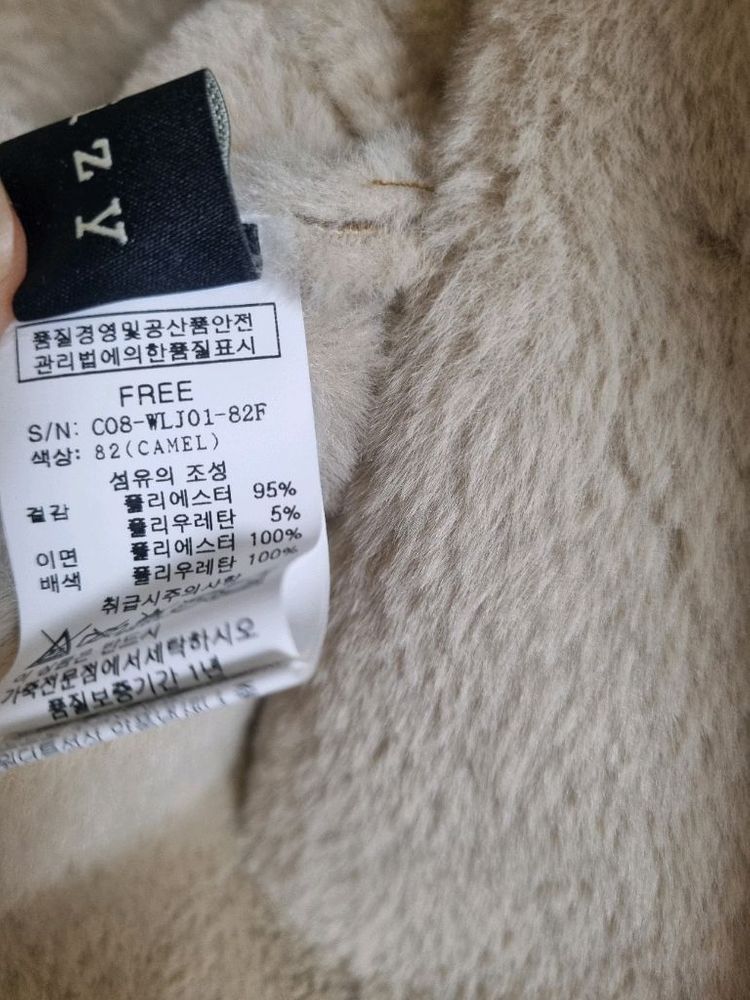 zy
품질경영및공산품안전
관리법에의한품질표시
FREE
S/N: C08-WLJ01-82F
색상: 82(CAMEL)
섬유의 조성
겉감 폴리에스터 95%
폴리우레탄 5%
이면 폴리에스터 100%
배색 폴리우레탄 100%
취급시주의사항
반드시
가죽전문점에서세탁하시오
품질보증기간 1년